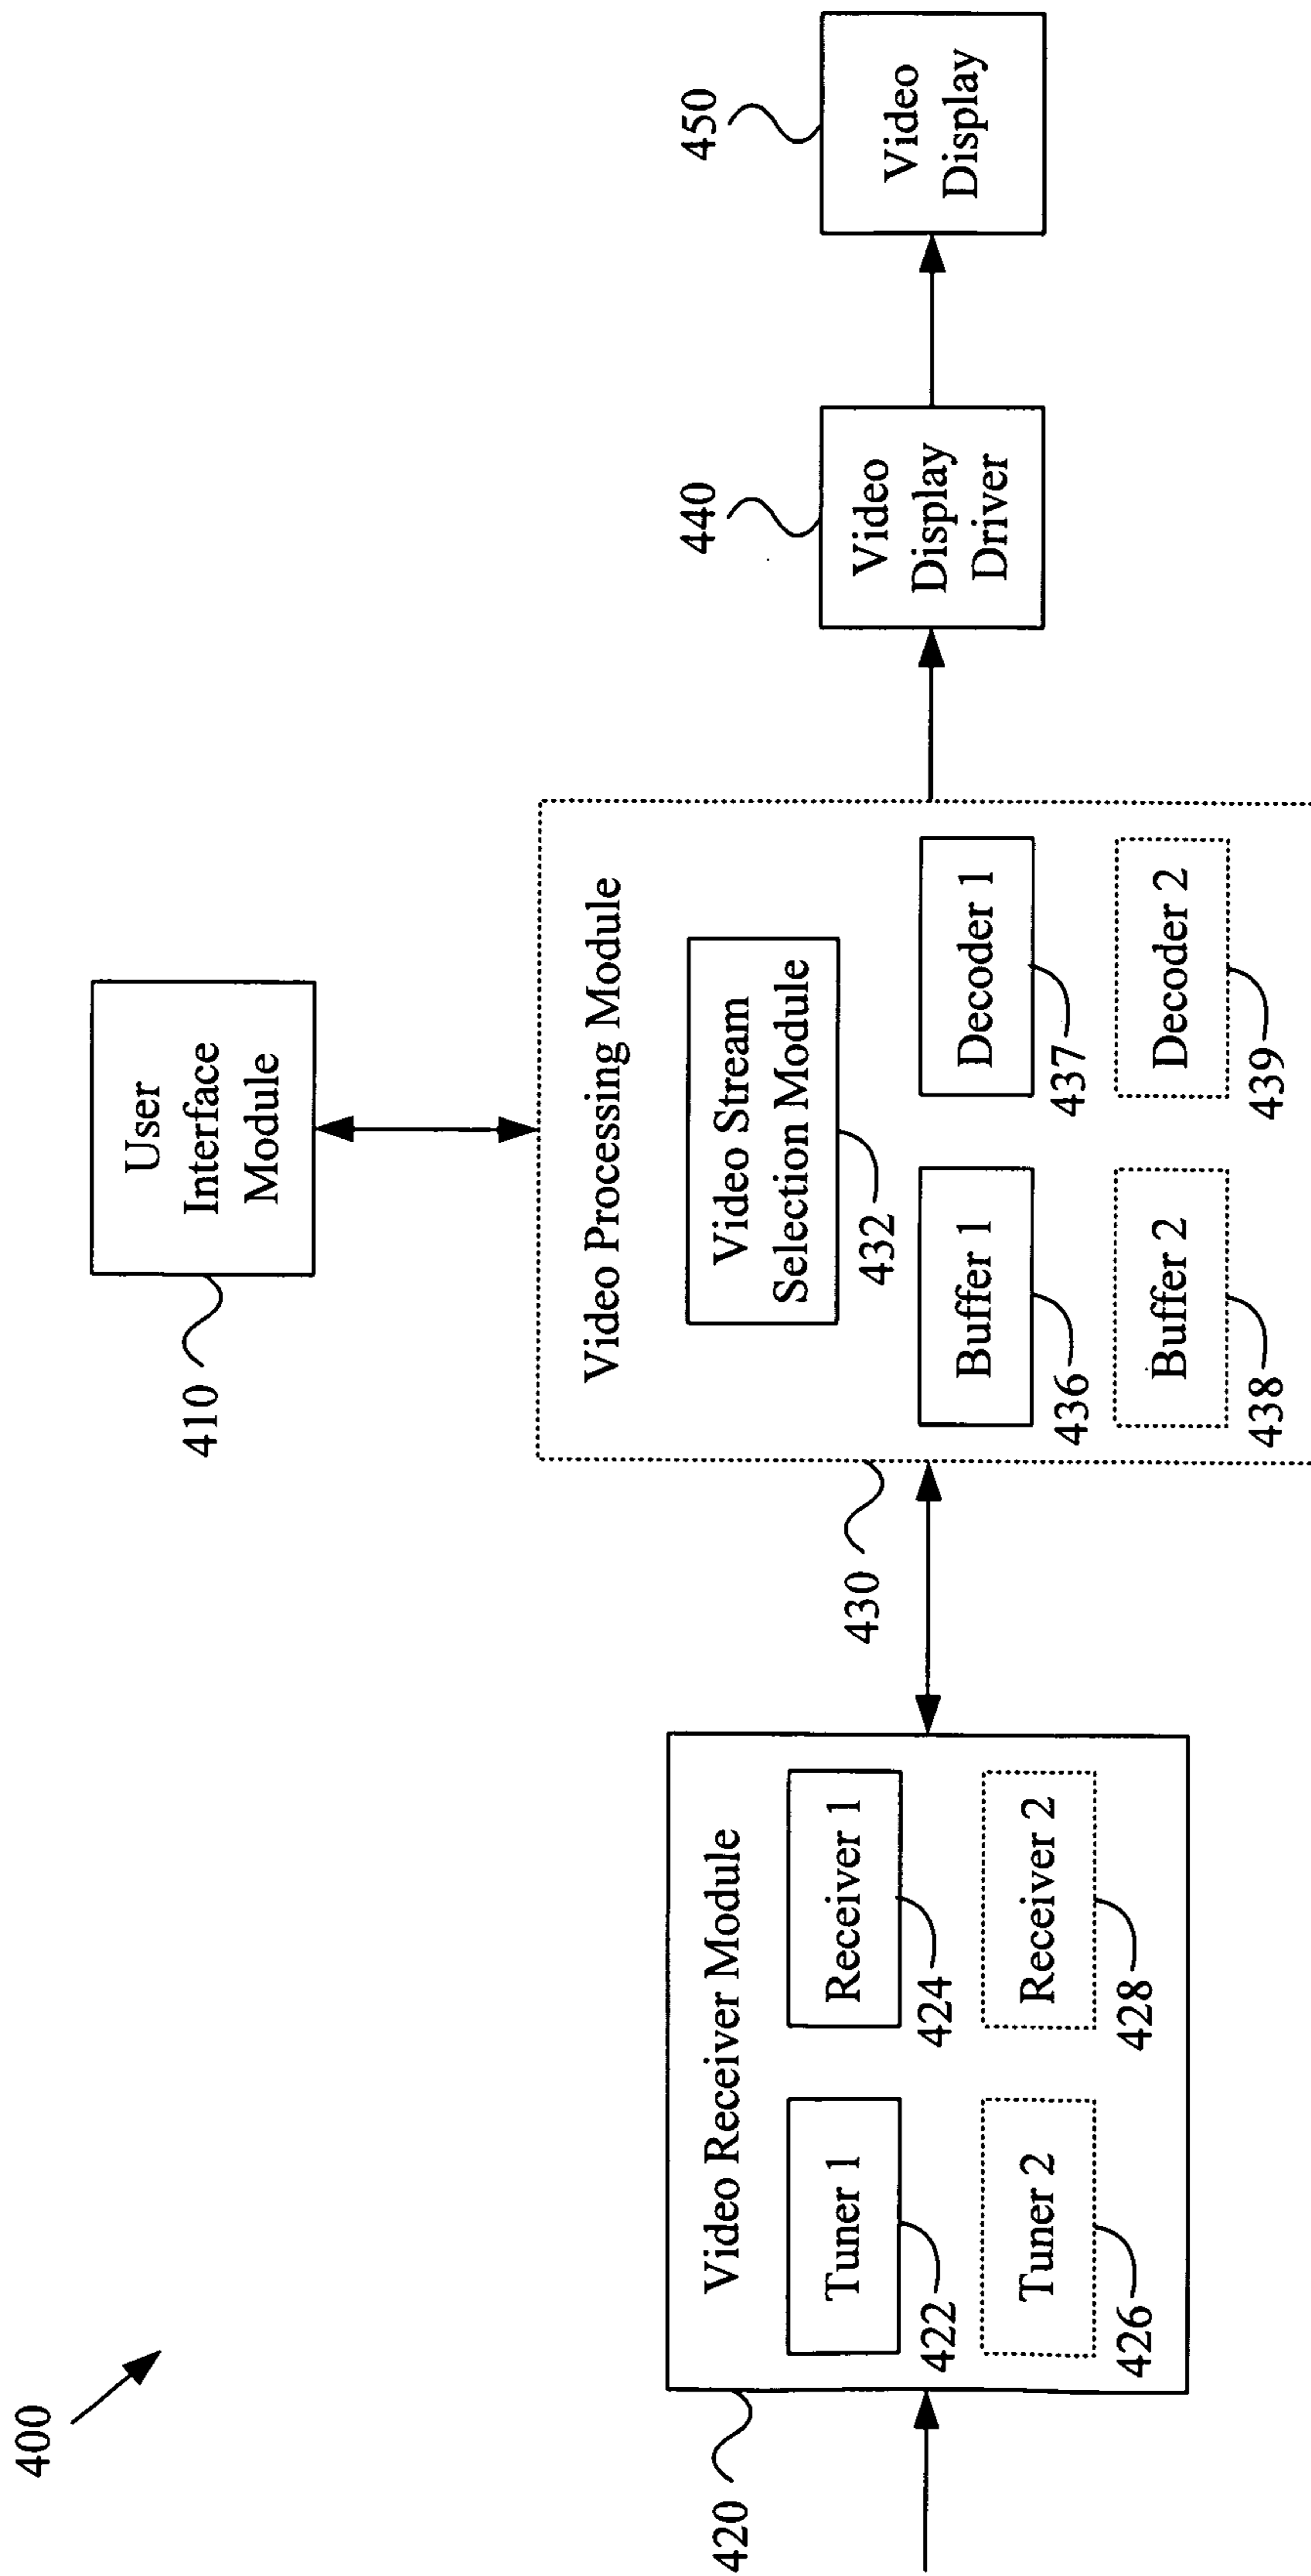 400
User
Interface
Module
410
Video Receiver Module
Tuner 1
Receiver 1
422
424
Tuner 2
Receiver 2
426
428
420
Video Processing Module
Video Stream
Selection Module
432
Buffer 1
Decoder 1
436
437
Buffer 2
Decoder 2
438
439
430
Video
Display
Driver
440
Video
Display
450